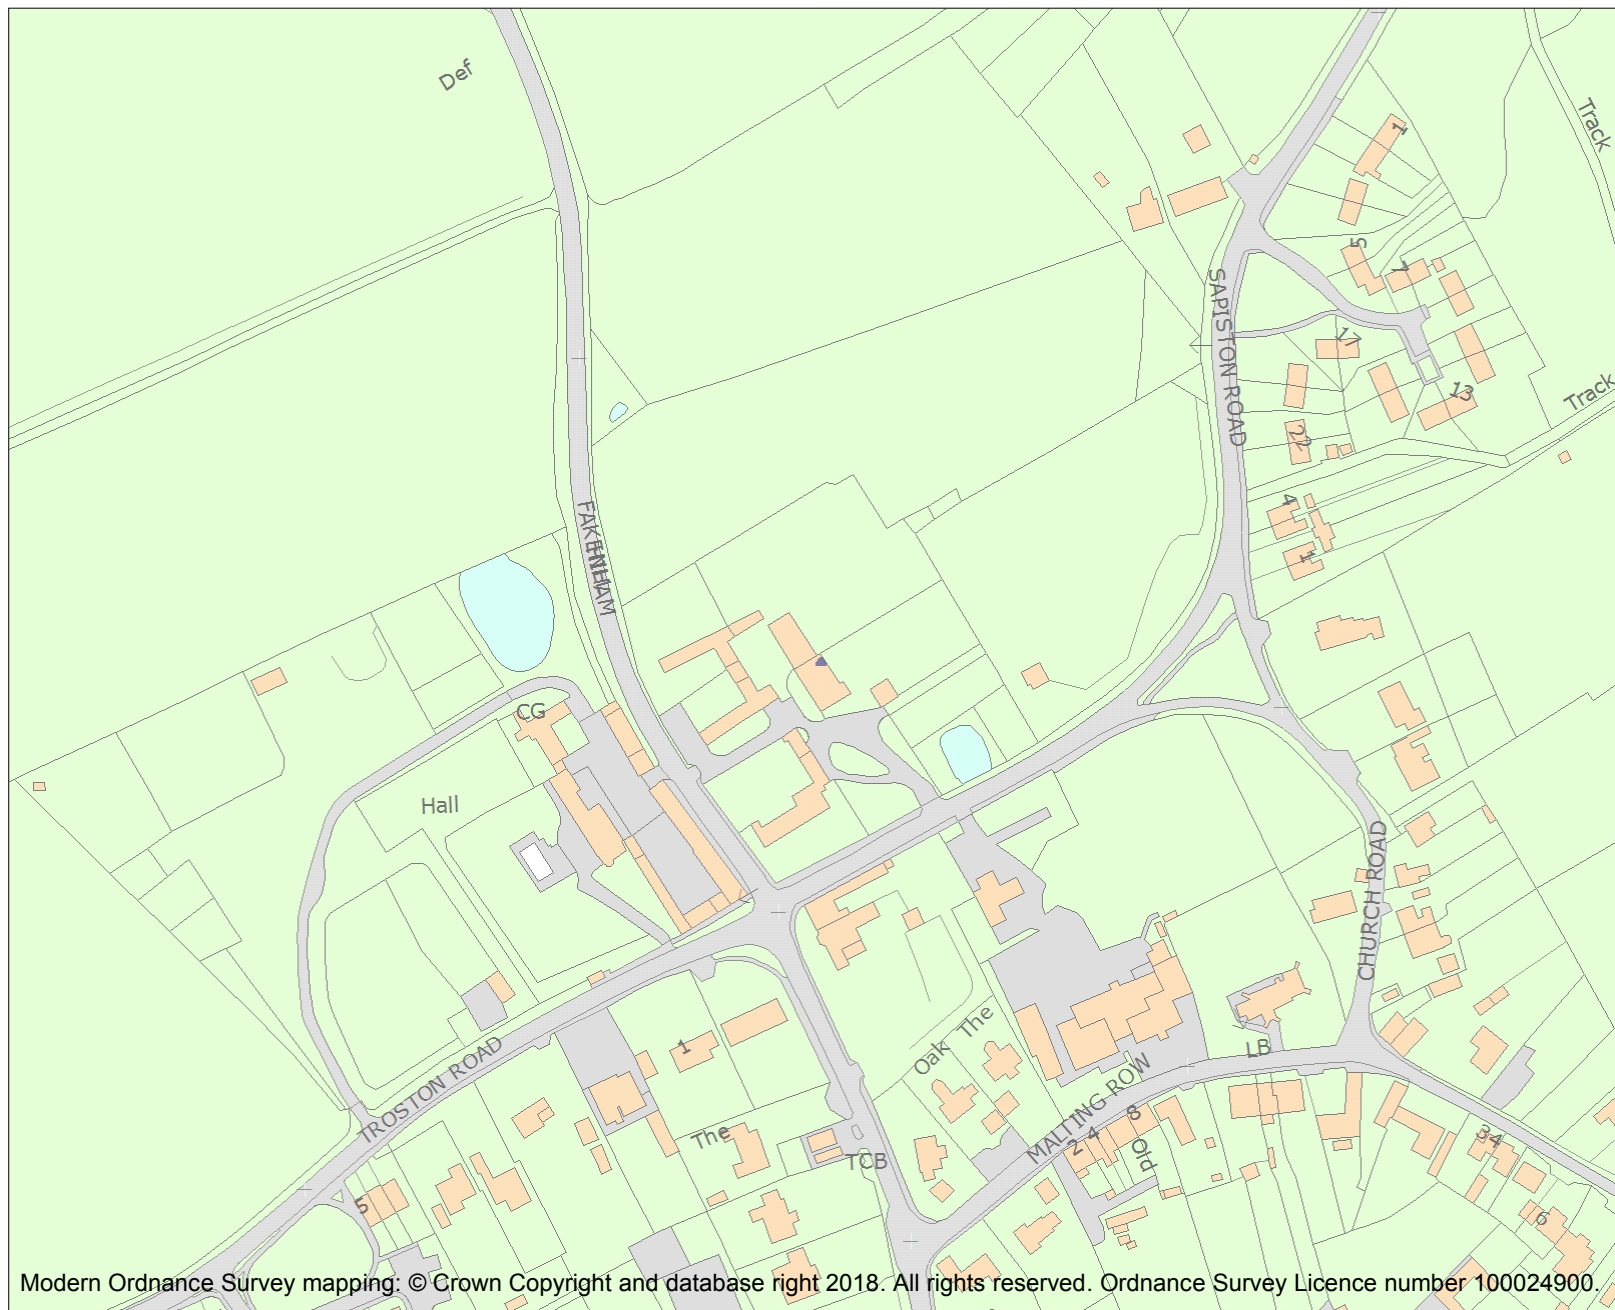 Def
Track
1
5
7
SAPISTON ROAD
17
13
Track
22
4
1
FAKENHAM
CG
Hall
CHURCH ROAD
The
Oak
LB
TROSTON ROAD
1
MALTING ROW
The
TCB
8
4
2
Old
34
5
6
Modern Ordnance Survey mapping: © Crown Copyright and database right 2018. All rights reserved. Ordnance Survey Licence number 100024900.